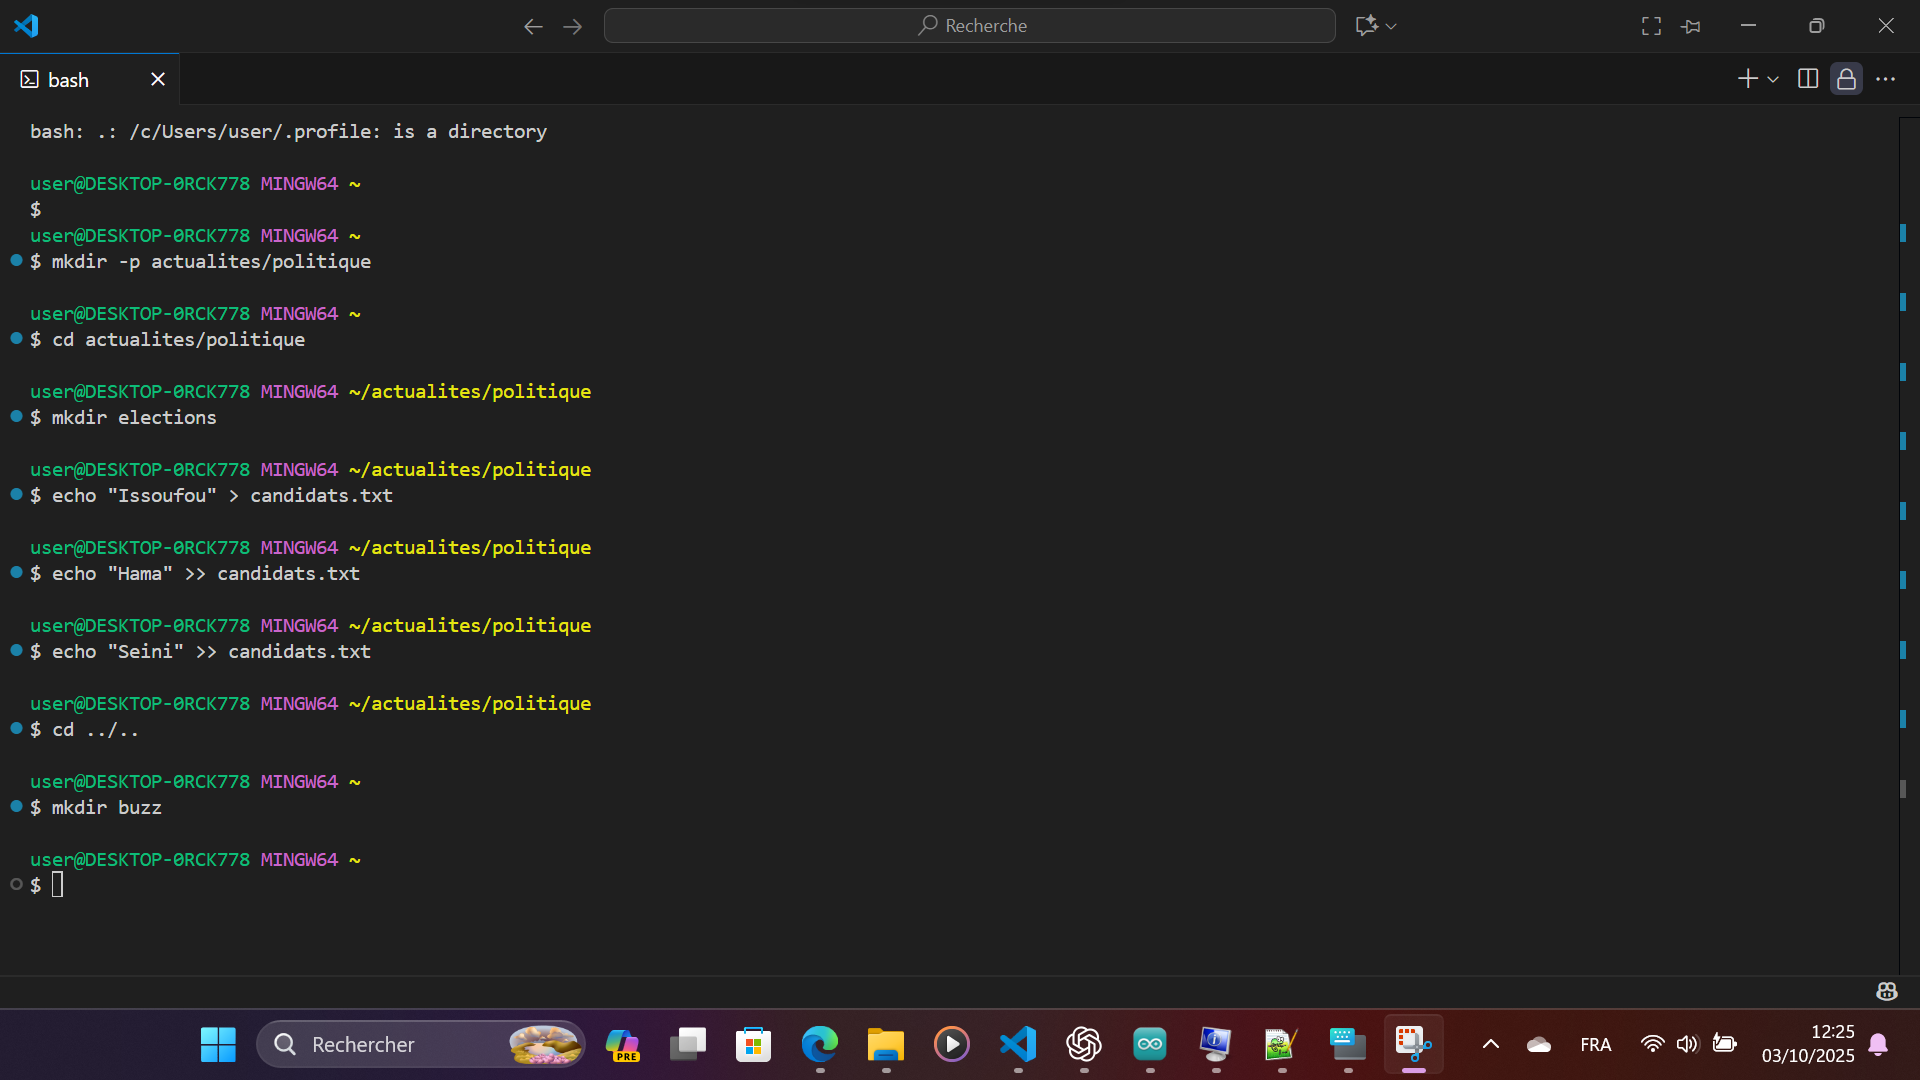 Recherche
bash
bash: .: /c/Users/user/.profile: is a directory
user@DESKTOP-0RCK778 MINGW64 ~
$
user@DESKTOP-0RCK778 MINGW64 ~
$ mkdir -p actualites/politique
user@DESKTOP-0RCK778 MINGW64 ~
$ cd actualites/politique
user@DESKTOP-0RCK778 MINGW64 ~/actualites/politique
$ mkdir elections
user@DESKTOP-0RCK778 MINGW64 ~/actualites/politique
$ echo "Issoufou" > candidats.txt
user@DESKTOP-0RCK778 MINGW64 ~/actualites/politique
$ echo "Hama" >> candidats.txt
user@DESKTOP-0RCK778 MINGW64 ~/actualites/politique
$ echo "Seini" >> candidats.txt
user@DESKTOP-0RCK778 MINGW64 ~/actualites/politique
$ cd ../..
user@DESKTOP-0RCK778 MINGW64 ~
$ mkdir buzz
user@DESKTOP-0RCK778 MINGW64 ~
$
Rechercher
PRE
FRA
12:25
03/10/2025